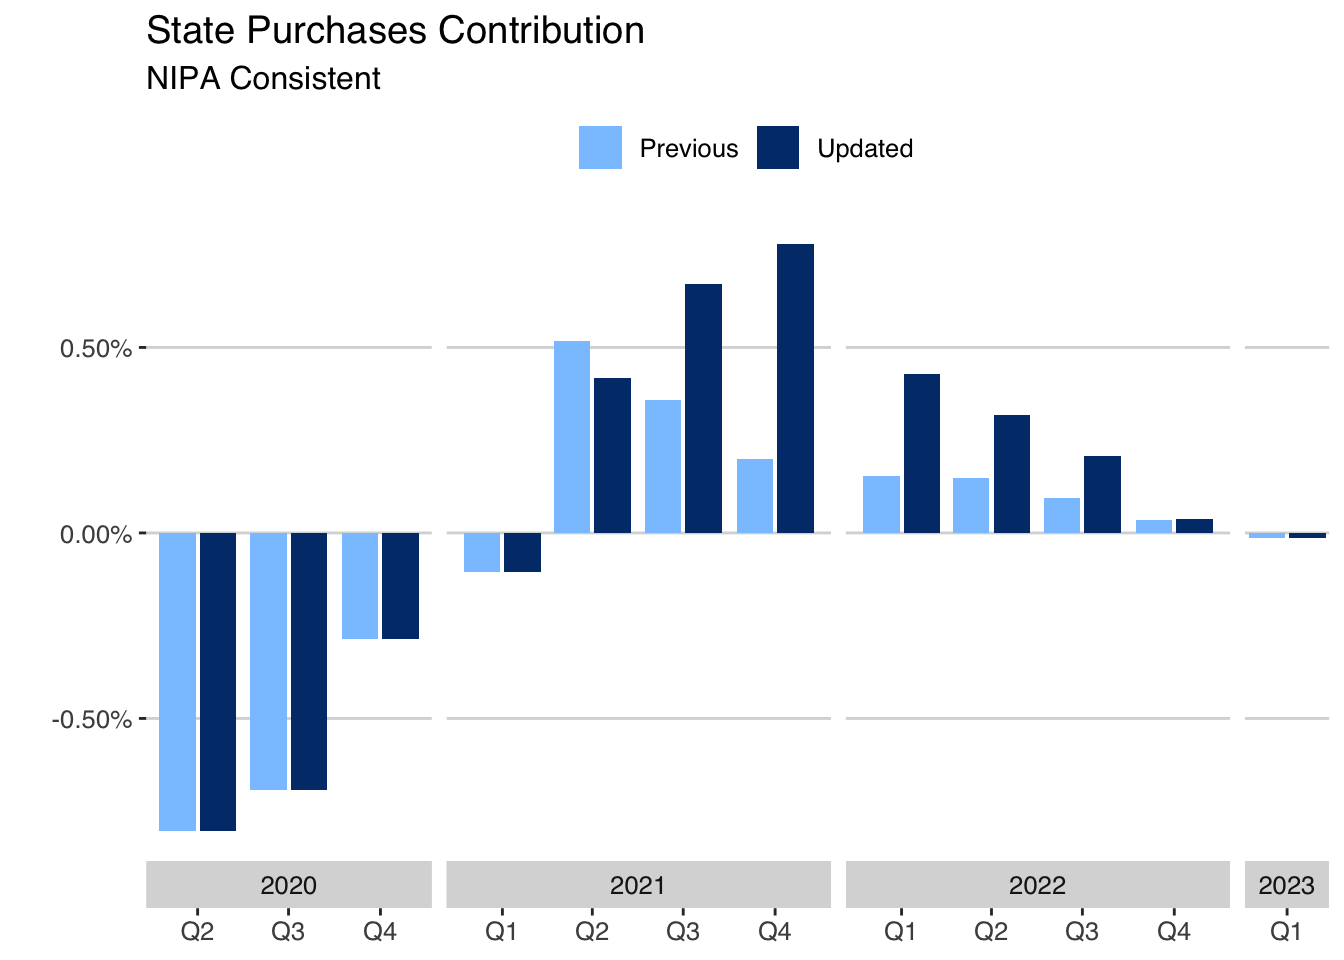 State Purchases Contribution
NIPA Consistent
Previous Updated
0.50%
0.00%
-0.50%
2020 2021 2022 2023
Q2 Q3 Q4 Q1 Q2 Q3 Q4 Q1 Q2 Q3 Q4 Q1